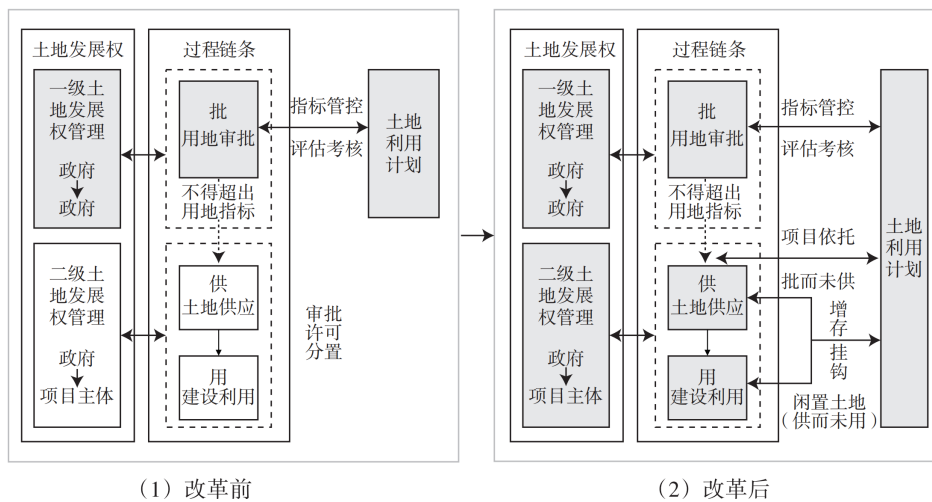 土地发展权
过程链条
一级土
地发展
权管理
政府
政府
批
用地审批
指标管控
评估考核
土地
利用
计划
不得超出
用地指标
二级土
地发展
权管理
政府
项目主体
供
土地供应
用
建设利用
审批
许可
分置
(1) 改革前
土地发展权
过程链条
一级土
地发展
权管理
政府
政府
批
用地审批
指标管控
评估考核
不得超出
用地指标
土地
利用
计划
二级土
地发展
权管理
政府
项目主体
供
土地供应
用
建设利用
项目依托
批而未供
增存
挂钩
闲置土地
(供而未用)
(2) 改革后